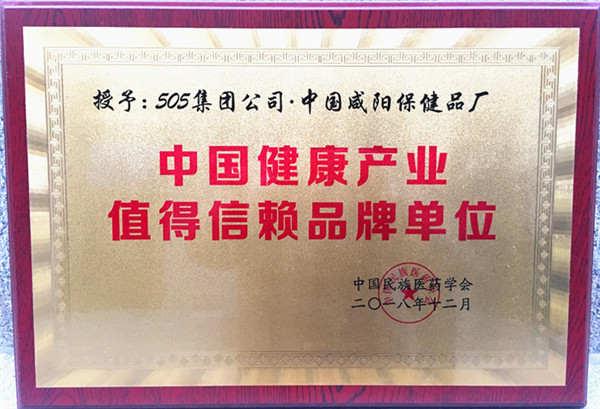 授予：505集团公司·中国咸阳保健品厂
中国健康产业
值得信赖品牌单位
中国民族医药学会
二〇一八年十二月